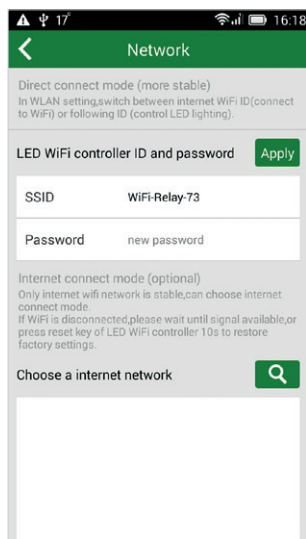 17° 16:18
Network
Direct connect mode (more stable)
In WLAN setting,switch between internet WiFi ID(connect
to WiFi) or following ID (control LED lighting).
LED WiFi controller ID and password Apply
SSID WiFi-Relay-73
Password new password
Internet connect mode (optional)
Only internet wifi network is stable,can choose internet
connect mode.
If WiFi is disconnected,please wait until signal available,or
press reset key of LED WiFi controller 10s to restore
factory settings.
Choose a internet network